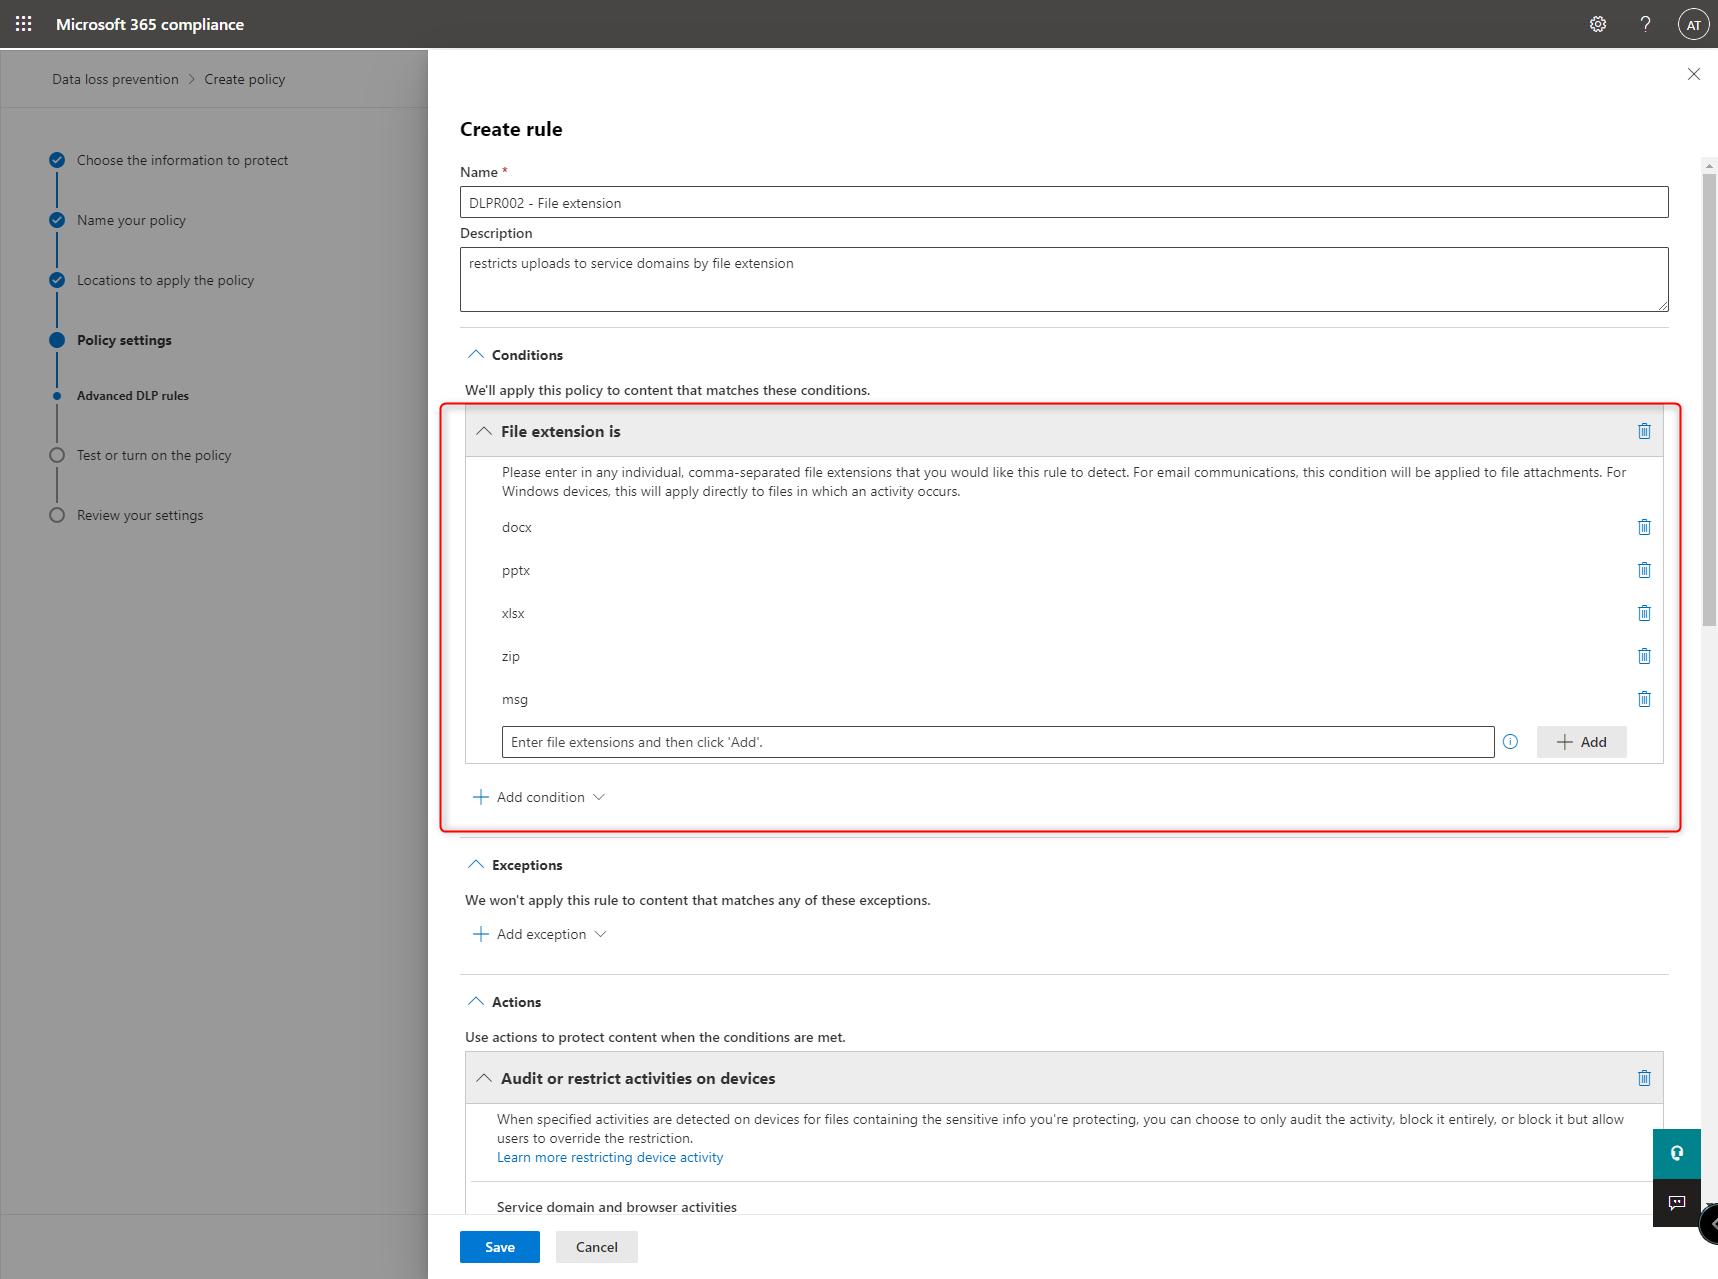 Microsoft 365 compliance
AT
Data loss prevention > Create policy
Choose the information to protect
Name your policy
Locations to apply the policy
Policy settings
Advanced DLP rules
Test or turn on the policy
Review your settings
Create rule
Name *
DLPR002 - File extension
Description
restricts uploads to service domains by file extension
Conditions
We'll apply this policy to content that matches these conditions.
File extension is
Please enter in any individual, comma-separated file extensions that you would like this rule to detect. For email communications, this condition will be applied to file attachments. For
Windows devices, this will apply directly to files in which an activity occurs.
docx
pptx
xlsx
zip
msg
Enter file extensions and then click 'Add'.
Add
Add condition
Exceptions
We won't apply this rule to content that matches any of these exceptions.
Add exception
Actions
Use actions to protect content when the conditions are met.
Audit or restrict activities on devices
When specified activities are detected on devices for files containing the sensitive info you're protecting, you can choose to only audit the activity, block it entirely, or block it but allow
users to override the restriction.
Learn more restricting device activity
Service domain and browser activities
Save
Cancel